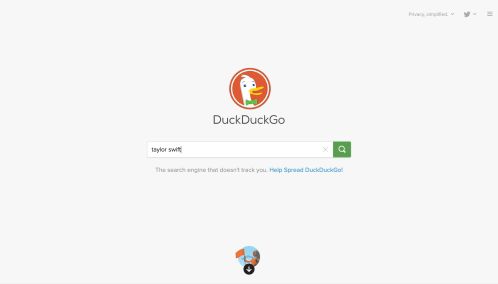 Privacy, simplified.
DuckDuckGo
taylor swift
The search engine that doesn't track you. Help Spread DuckDuckGo!